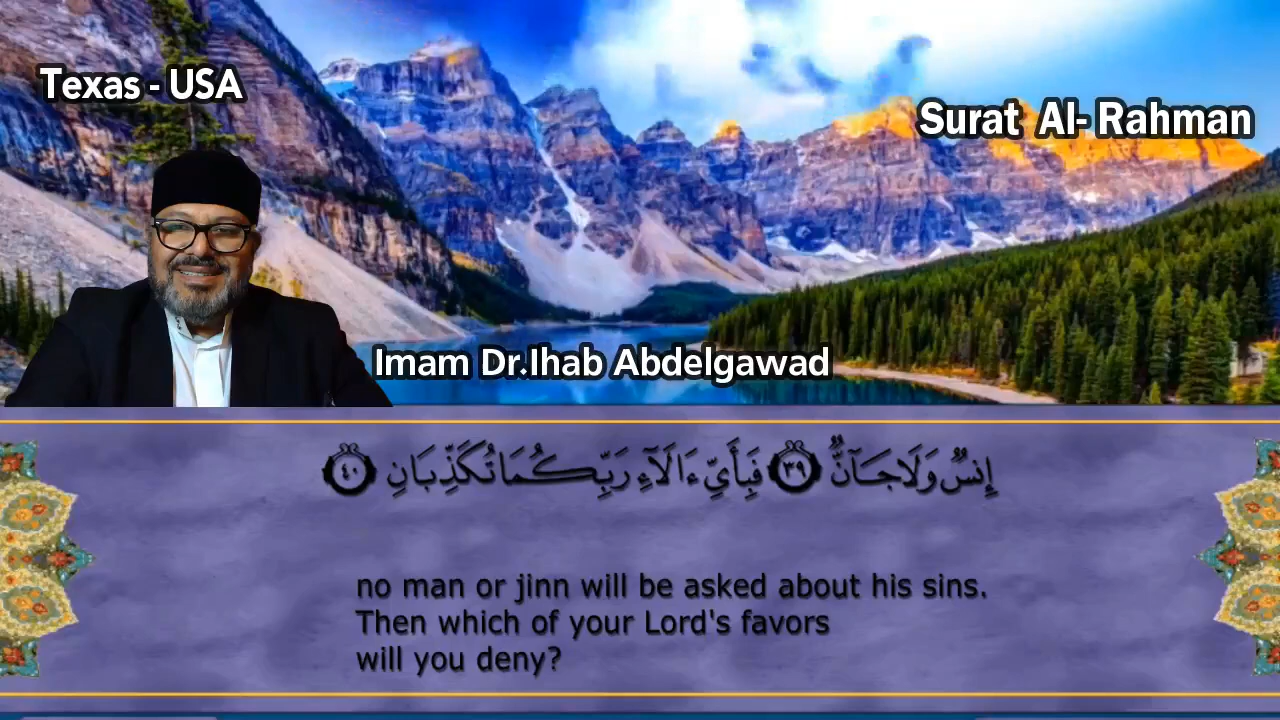 Texas - USA
Surat Al- Rahman
Imam Dr.Ihab Abdelgawad
إِنسٌ وَلَا جَآنٌّ ٣٩ فَبِأَيِّ ءَالَآءِ رَبِّكُمَا تُكَذِّبَانِ ٤٠
no man or jinn will be asked about his sins.
Then which of your Lord's favors
will you deny?